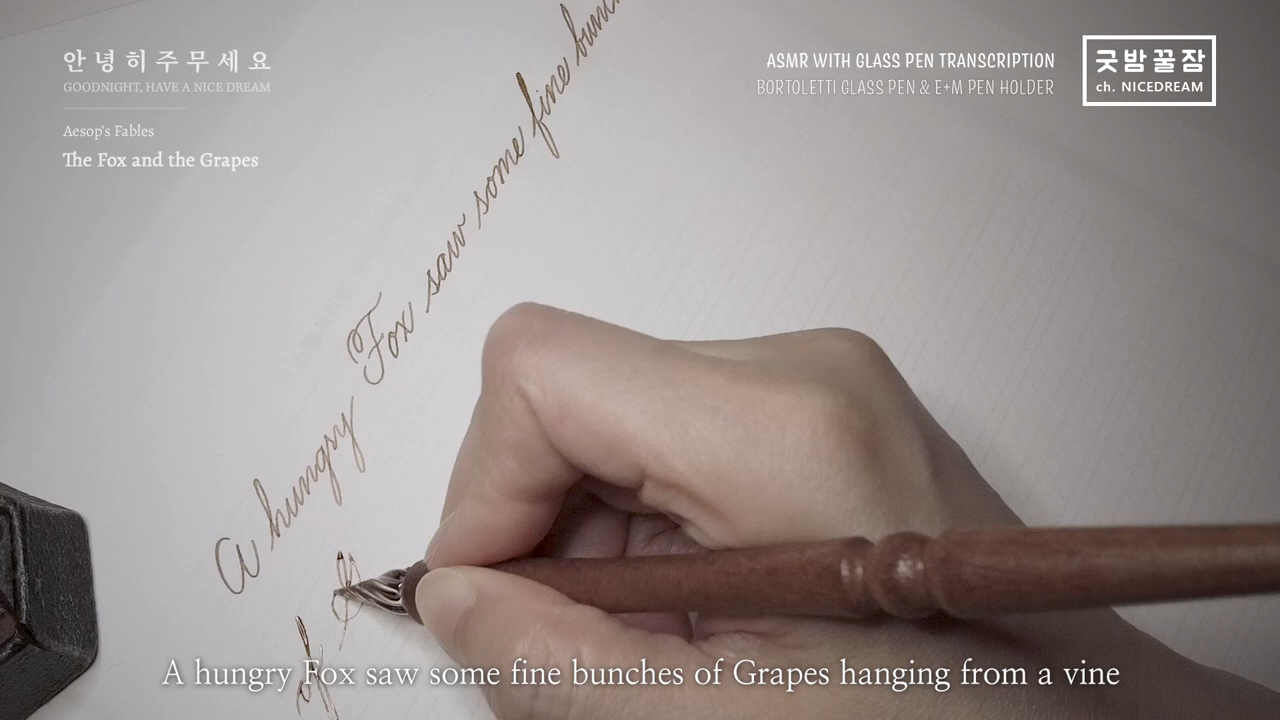 안녕히주무세요
GOODNIGHT, HAVE A NICE DREAM
Aesop's Fables
The Fox and the Grapes
ASMR WITH GLASS PEN TRANSCRIPTION
BORTOLETTI GLASS PEN & E+M PEN HOLDER
굿밤꿀잠
ch. NICEDREAM
A hungry Fox saw some fine
of
A hungry Fox saw some fine bunches of Grapes hanging from a vine